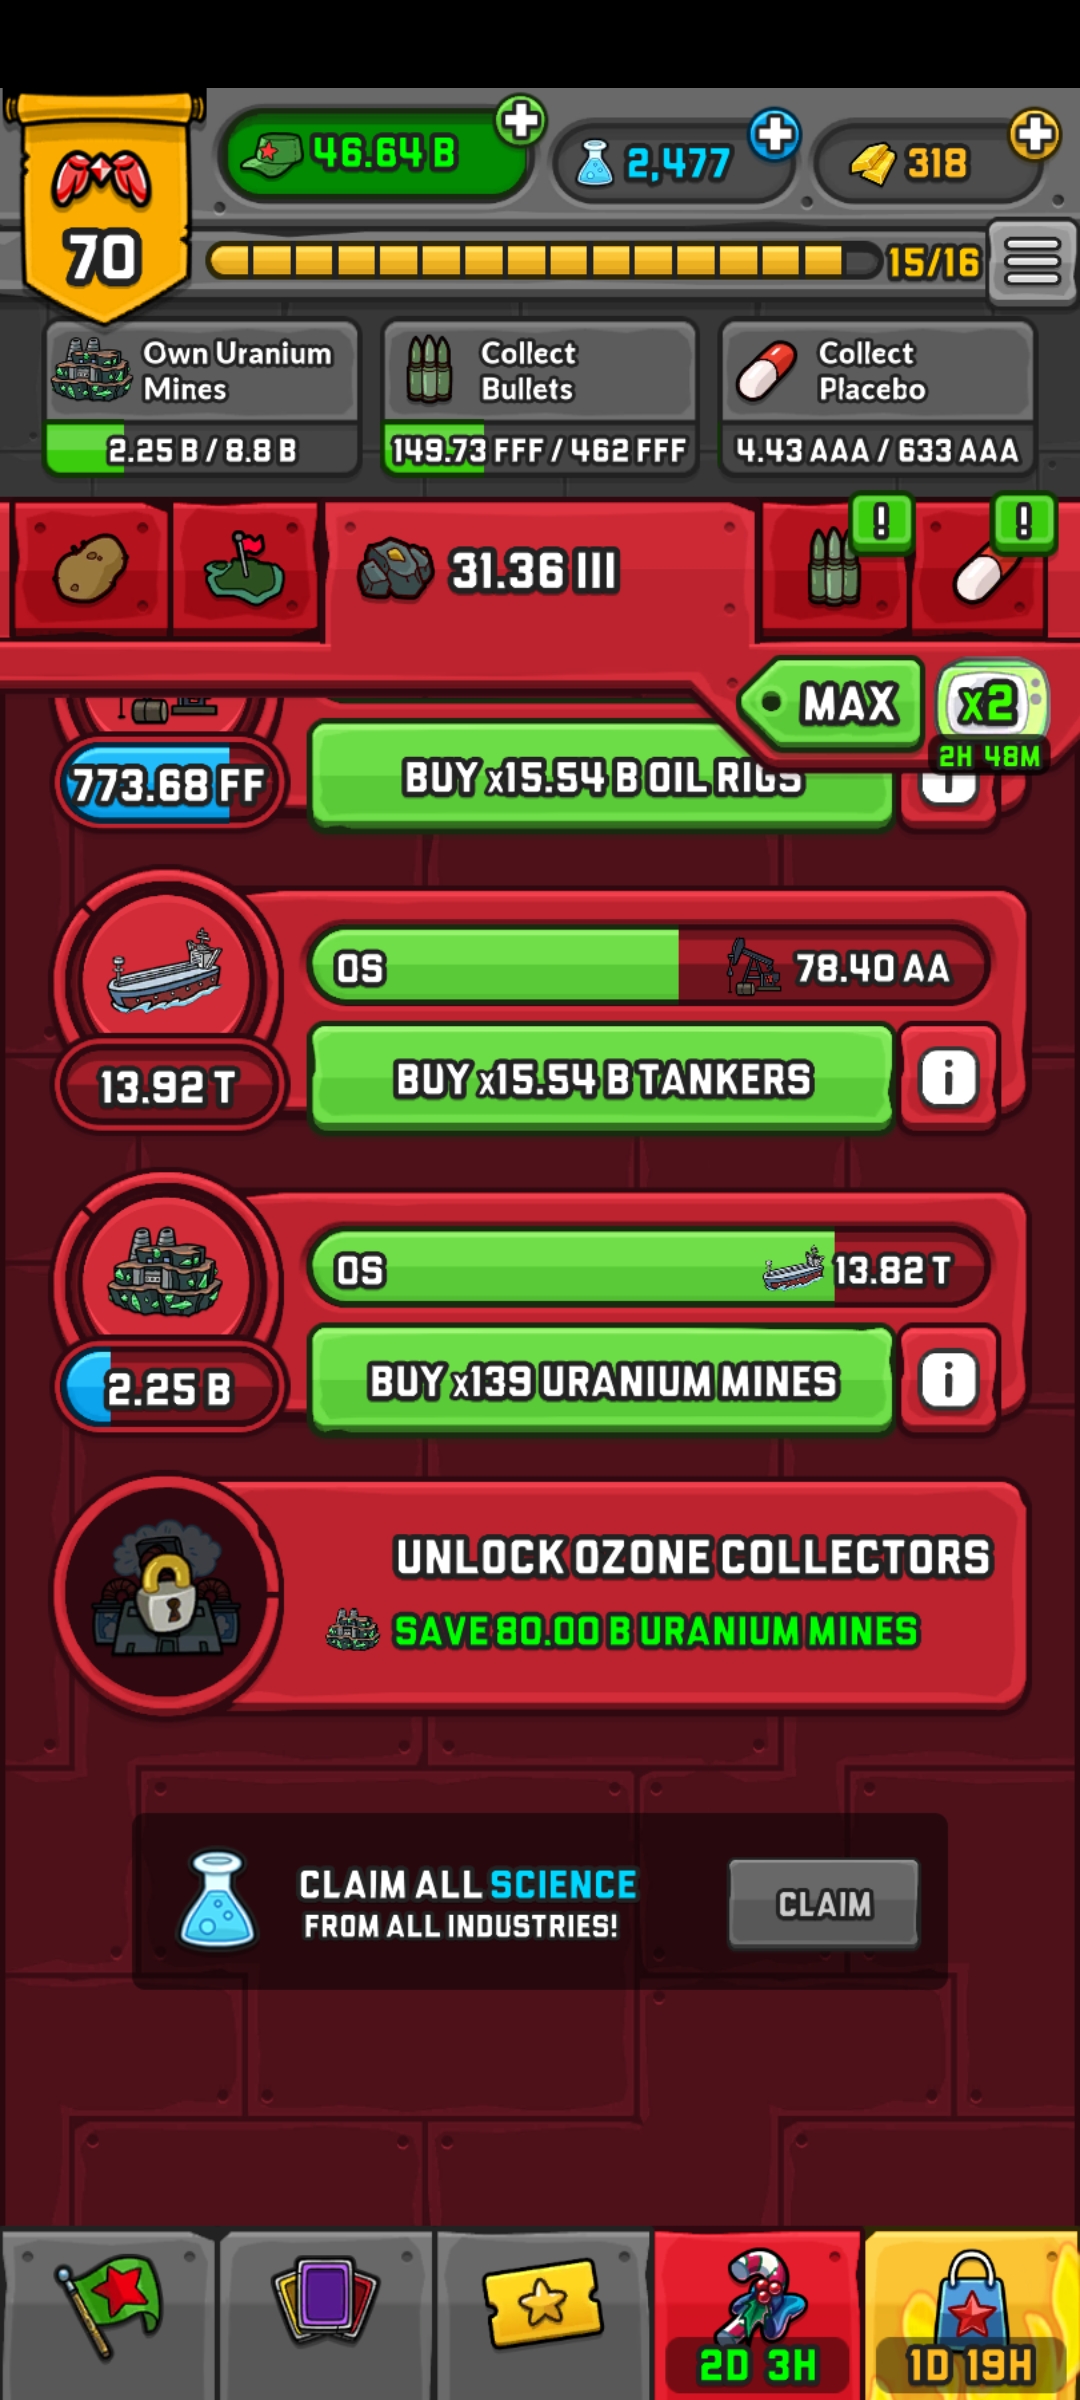 70
46.64 B
2,477
318
15/16
Own Uranium
Mines
2.25 B / 8.8 B
Collect
Bullets
149.73 FFF / 462 FFF
Collect
Placebo
4.43 AAA / 633 AAA
31.36 III
!
!
MAX
x2
2H 48M
773.68 FF
BUY x15.54 B OIL RIGS
0S
78.40 AA
13.92 T
BUY x15.54 B TANKERS
i
0S
13.82 T
2.25 B
BUY x139 URANIUM MINES
i
UNLOCK OZONE COLLECTORS
SAVE 80.00 B URANIUM MINES
CLAIM ALL SCIENCE
FROM ALL INDUSTRIES!
CLAIM
2D 3H
1D 19H